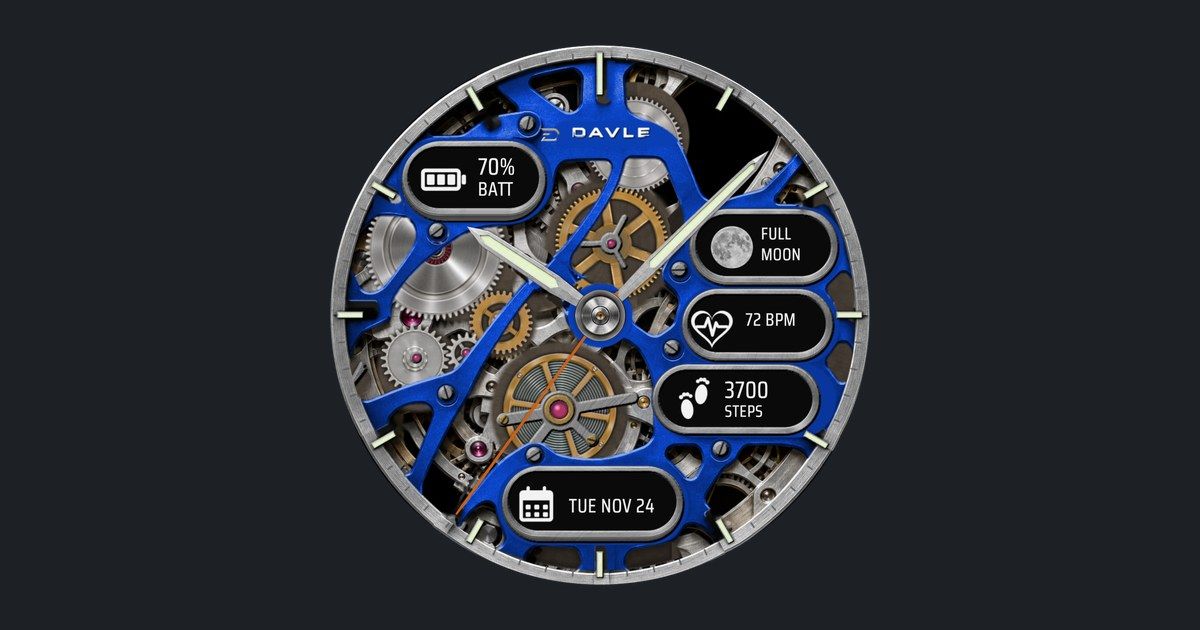 DAVLE
70%
BATT
FULL
MOON
72 BPM
3700
STEPS
TUE NOV 24